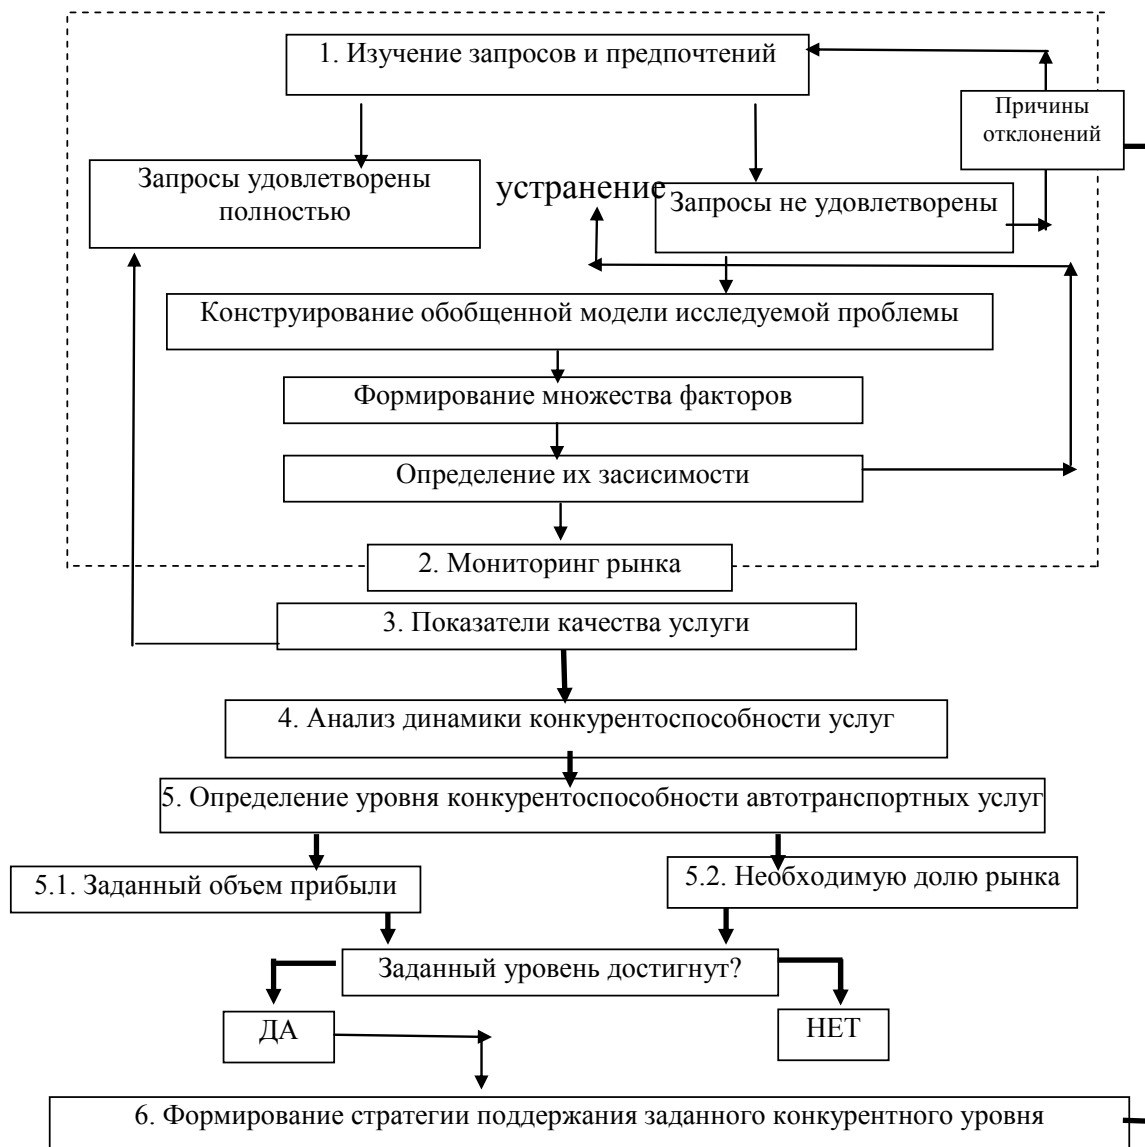 1. Изучение запросов и предпочтений
Причины
отклонений
Запросы удовлетворены
полностью
устранение
Запросы не удовлетворены
Конструирование обобщенной модели исследуемой проблемы
Формирование множества факторов
Определение их засисимости
2. Мониторинг рынка
3. Показатели качества услуги
4. Анализ динамики конкурентоспособности услуг
5. Определение уровня конкурентоспособности автотранспортных услуг
5.1. Заданный объем прибыли
5.2. Необходимую долю рынка
Заданный уровень достигнут?
ДА
НЕТ
6. Формирование стратегии поддержания заданного конкурентного уровня